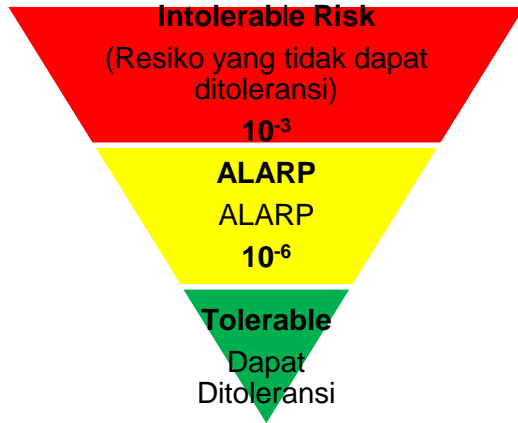 Intolerable Risk
(Resiko yang tidak dapat
ditoleransi)
10⁻³
ALARP
ALARP
10⁻⁶
Tolerable
Dapat
Ditoleransi